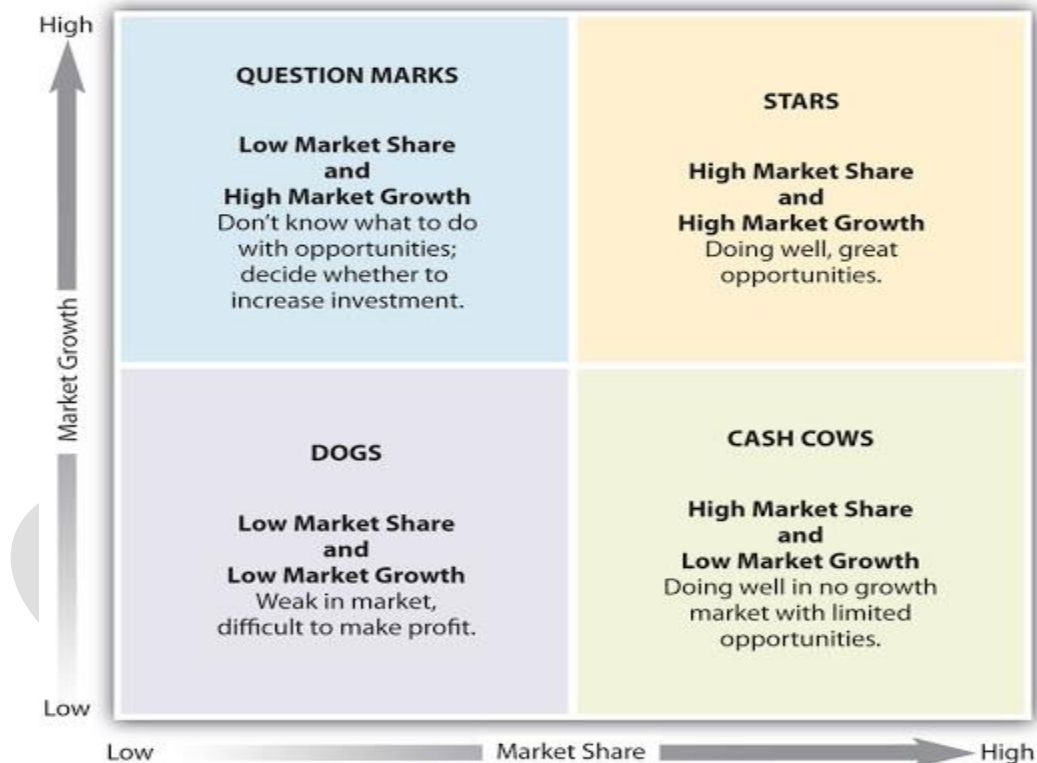 High
QUESTION MARKS
Low Market Share
and
High Market Growth
Don't know what to do
with opportunities;
decide whether to
increase investment.
STARS
High Market Share
and
High Market Growth
Doing well, great
opportunities.
Market Growth
DOGS
Low Market Share
and
Low Market Growth
Weak in market,
difficult to make profit.
CASH COWS
High Market Share
and
Low Market Growth
Doing well in no growth
market with limited
opportunities.
Low
Low
Market Share
High